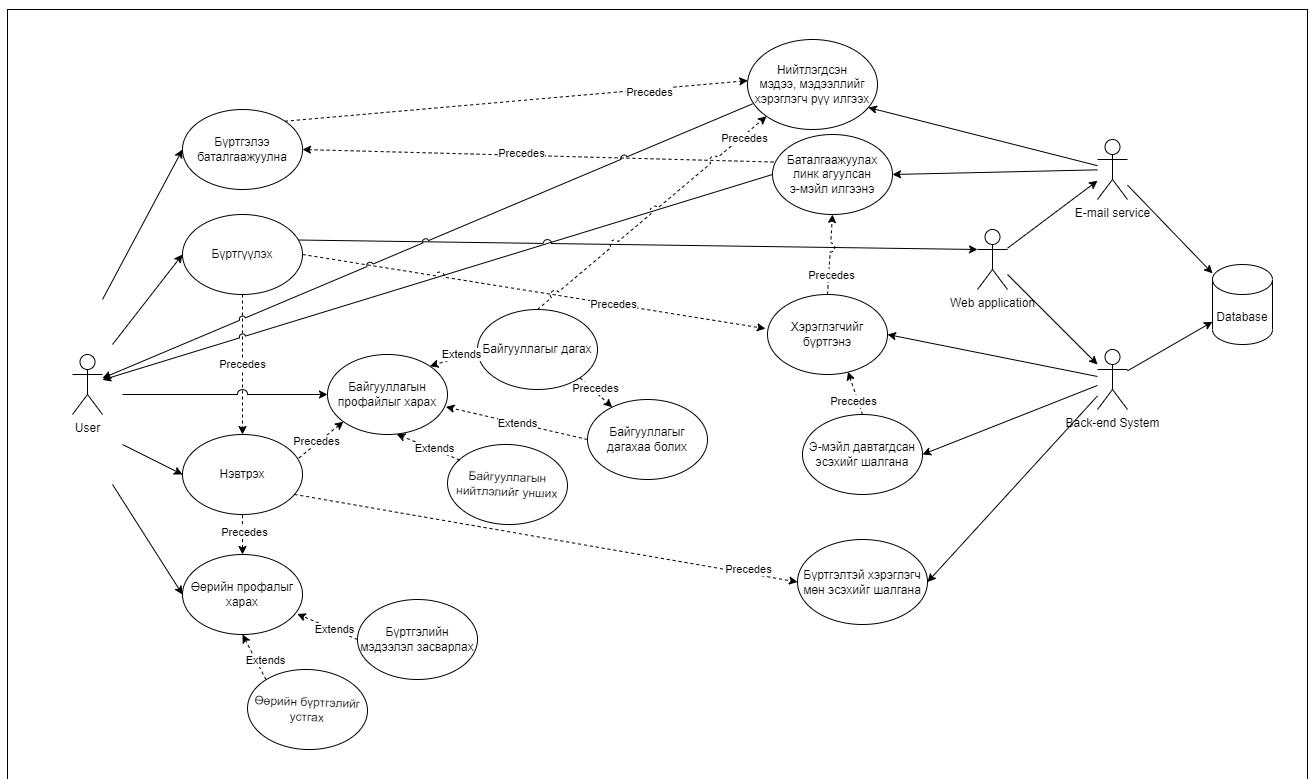 Нийтлэгдсэн
мэдээ, мэдээллийг
хэрэглэгч рүү илгээх
Precedes
Бүртгэлээ
баталгаажуулна
Precedes
Precedes
Баталгаажуулах
линк агуулсан
э-мэйл илгээнэ
E-mail service
Бүртгүүлэх
Precedes
Web application
Precedes
Database
Хэрэглэгчийг
бүртгэнэ
Байгууллагыг дагах
Extends
Precedes
Байгууллагын
профайлыг харах
Precedes
Precedes
User
Back-end System
Extends
Байгууллагыг
дагахаа болих
Precedes
Extends
Э-мэйл давтагдсан
эсэхийг шалгана
Нэвтрэх
Байгууллагын
нийтлэлийг унших
Precedes
Precedes
Бүртгэлтэй хэрэглэгч
мөн эсэхийг шалгана
Өөрийн профалыг
харах
Extends
Бүртгэлийн
мэдээлэл засварлах
Extends
Өөрийн бүртгэлийг
устгах